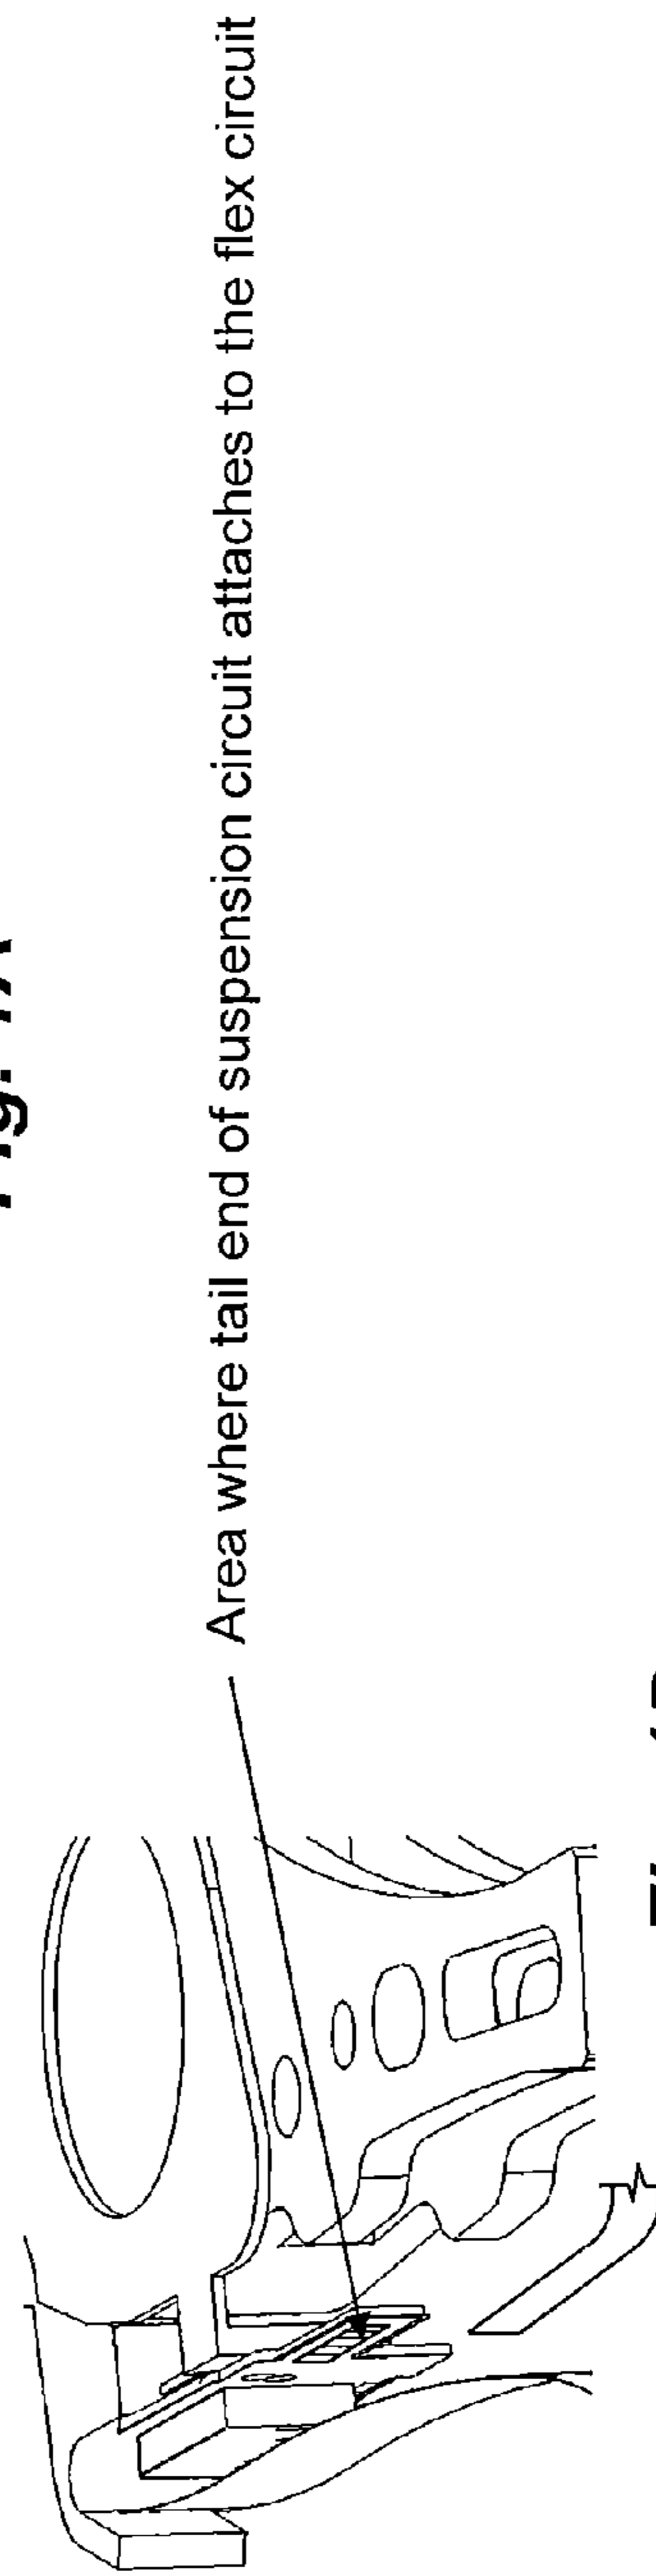 Area where tail end of suspension circuit attaches to the flex circuit